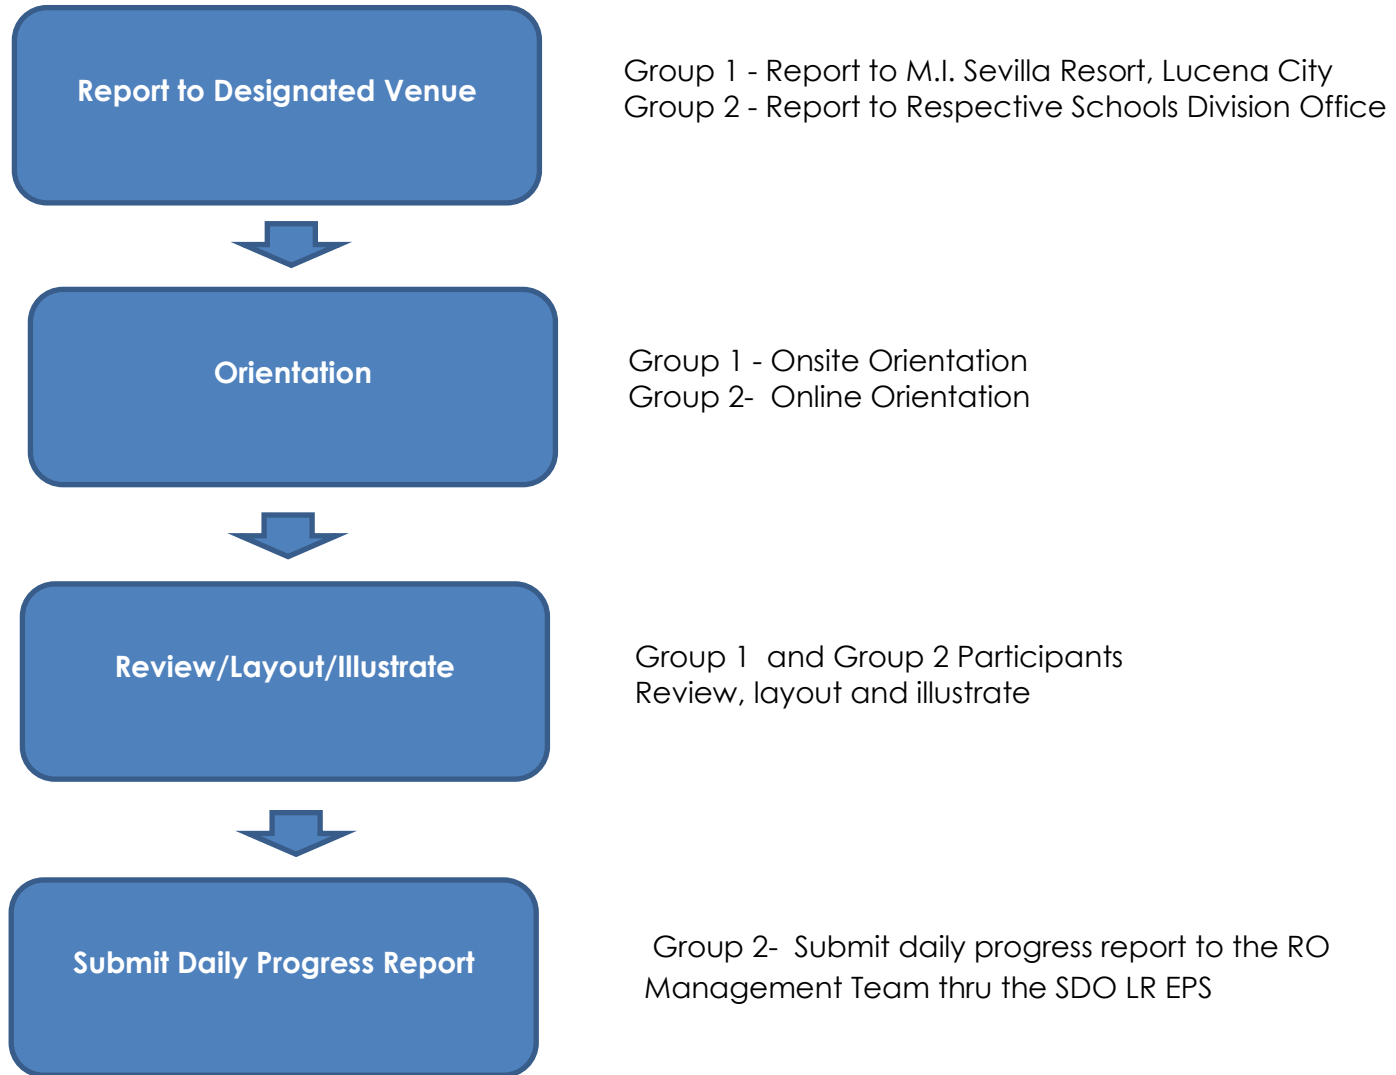 Report to Designated Venue
Group 1 - Report to M.I. Sevilla Resort, Lucena City
Group 2 - Report to Respective Schools Division Office
Orientation
Group 1 - Onsite Orientation
Group 2-  Online Orientation
Review/Layout/Illustrate
Group 1  and Group 2 Participants
Review, layout and illustrate
Submit Daily Progress Report
Group 2-  Submit daily progress report to the RO
Management Team thru the SDO LR EPS